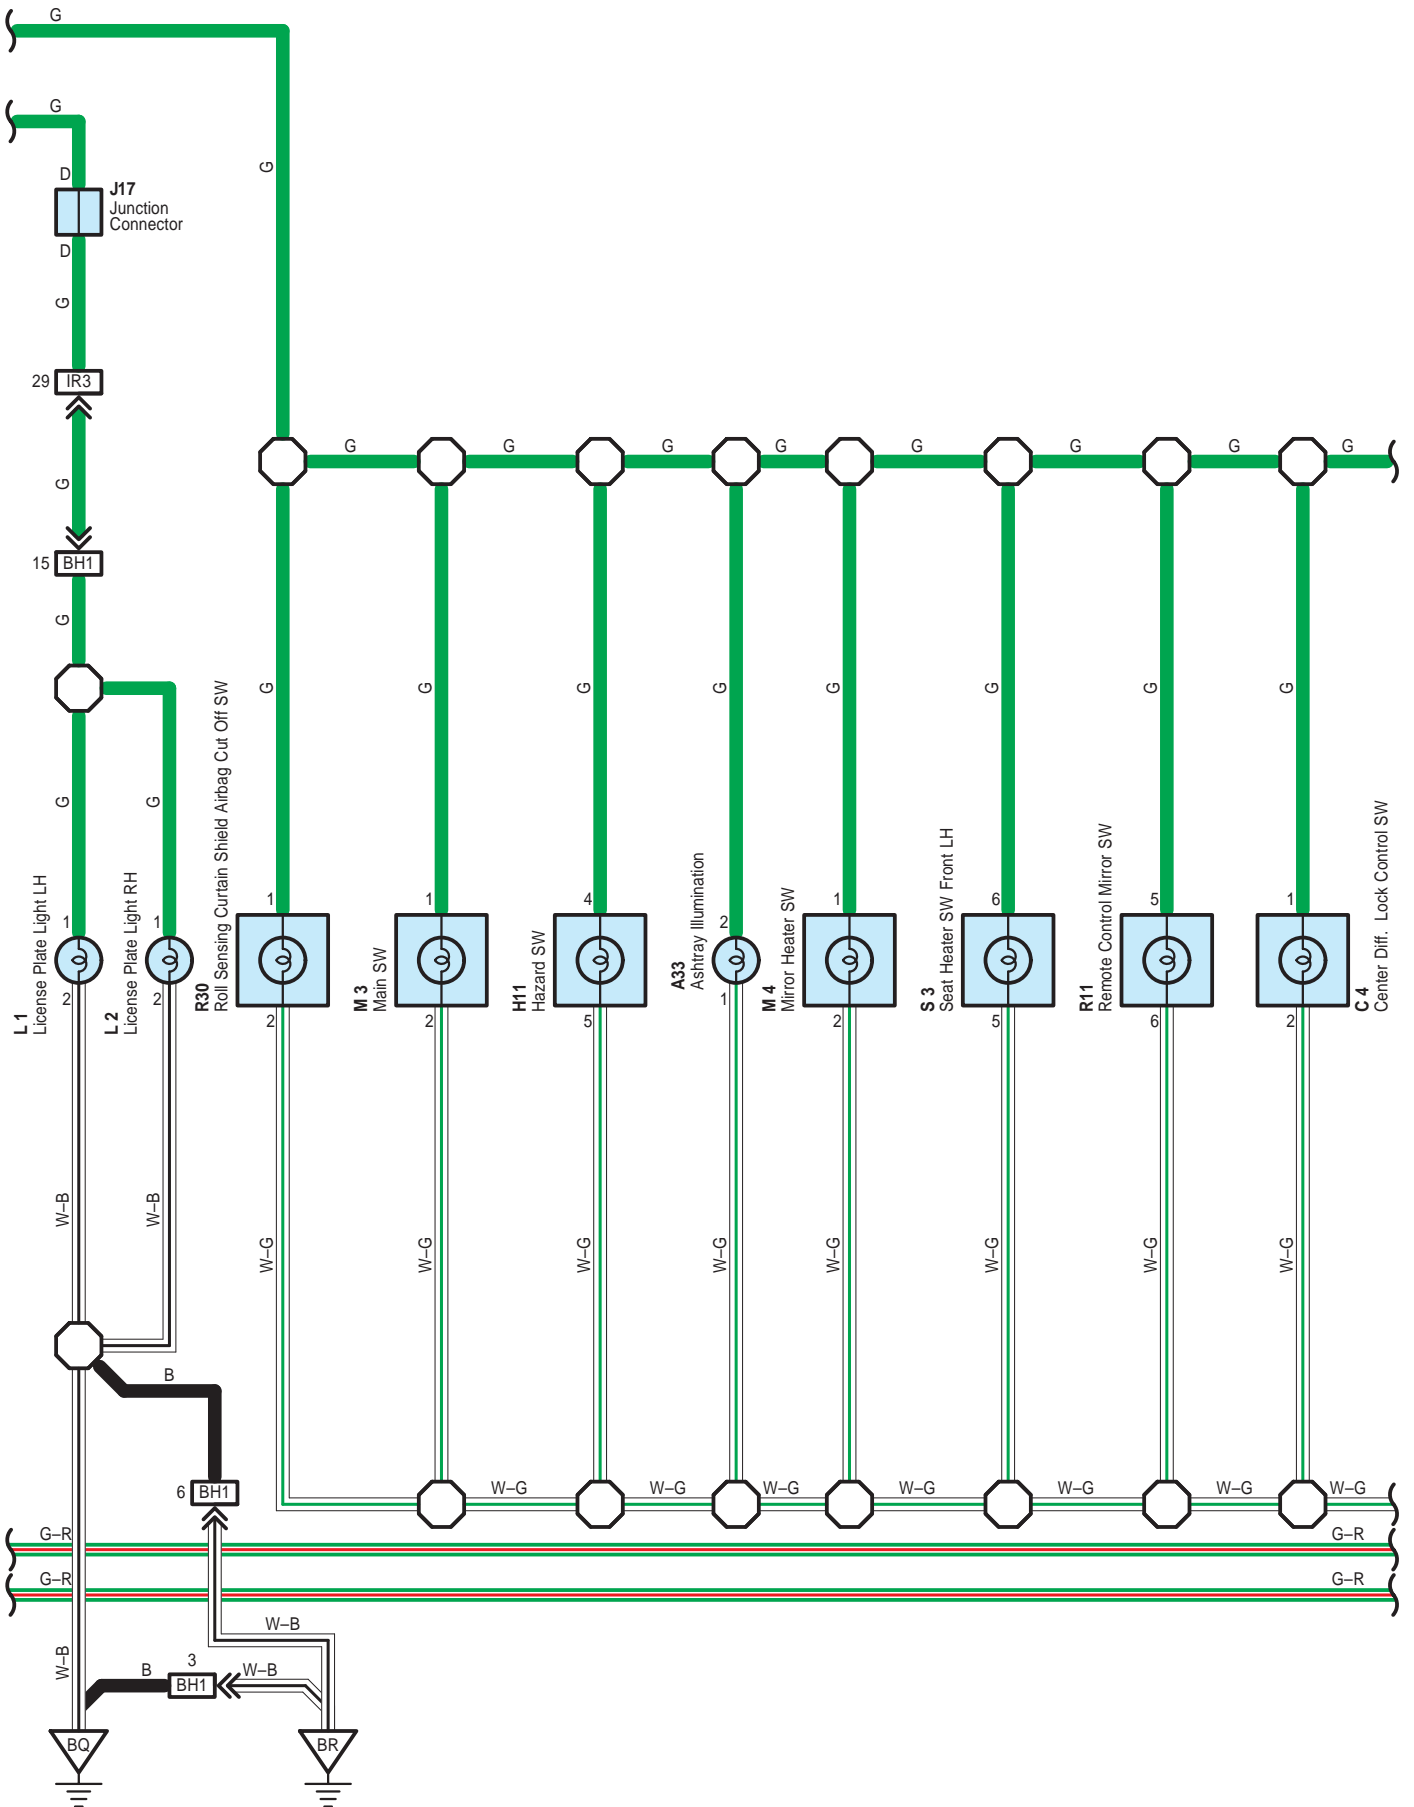 G
G
G
D
J17
Junction
Connector
D
G
29 IR3
G G G G G G G G
G
15 BH1
G
G G G G G G G G
G G
L 1
License Plate Light LH
L 2
License Plate Light RH
R30
Roll Sensing Curtain Shield Airbag Cut Off SW
M 3
Main SW
H11
Hazard SW
A33
Ashtray Illumination
M 4
Mirror Heater SW
S 3
Seat Heater SW Front LH
R11
Remote Control Mirror SW
C 4
Center Diff. Lock Control SW
1 1 1 1 4 2 1 6 5 1
2 2 2 2 5 1 2 5 6 2
W–B W–B W–G W–G W–G W–G W–G W–G W–G W–G
B
6 BH1
W–G W–G W–G W–G W–G W–G W–G
G–R G–R
G–R G–R
W–B
W–B
B
3
BH1
W–B
BQ BR